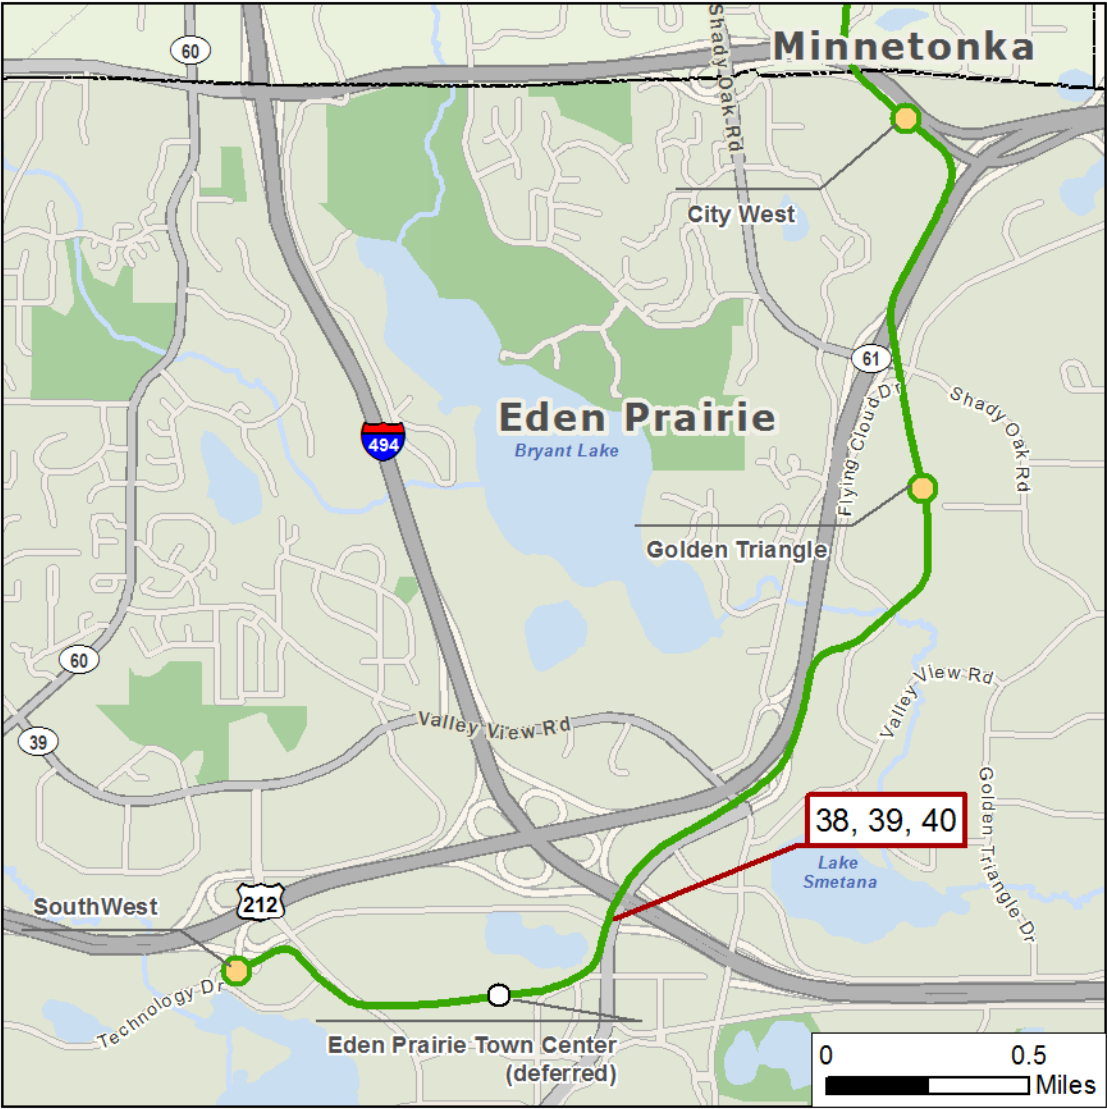 60
Shady Oak Rd
Minnetonka
City West
61
Flying Cloud Dr
Shady Oak Rd
Eden Prairie
Bryant Lake
494
Golden Triangle
60
39
Valley View Rd
Valley View Rd
Golden Triangle Dr
38, 39, 40
Lake
Smetana
SouthWest
212
Technology Dr
Eden Prairie Town Center
(deferred)
0 0.5
Miles